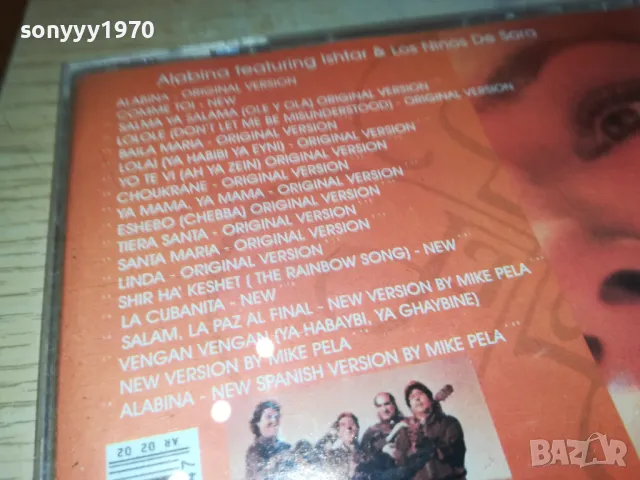 sonyyy1970
Alabina featuring Ishtar & Los Ninos De Sara
ALABINA - ORIGINAL VERSION
COMME TOI - NEW
SALMA YA SALAMA (OLE Y OLA) ORIGINAL VERSION
LOLOLE (DON'T LET ME BE MISUNDERSTOOD) - ORIGINAL VERSION
BAILA MARIA - ORIGINAL VERSION
LOLAI (YA HABIBI YA EYNI) - ORIGINAL VERSION
YO TE VI (AH YA ZEIN) ORIGINAL VERSION
CHOUKRANE - ORIGINAL VERSION
YA MAMA, YA MAMA - ORIGINAL VERSION
ESHEBO (CHEBBA) ORIGINAL VERSION
TIERA SANTA - ORIGINAL VERSION
SANTA MARIA - ORIGINAL VERSION
LINDA - ORIGINAL VERSION
SHIR HA' KESHET ( THE RAINBOW SONG) - NEW
LA CUBANITA - NEW
SALAM, LA PAZ AL FINAL - NEW VERSION BY MIKE PELA
VENGAN VENGAN (YA HABAYBI, YA GHAYBINE)
NEW VERSION BY MIKE PELA
ALABINA - NEW SPANISH VERSION BY MIKE PELA
AR 02 02
BAZAR
bg